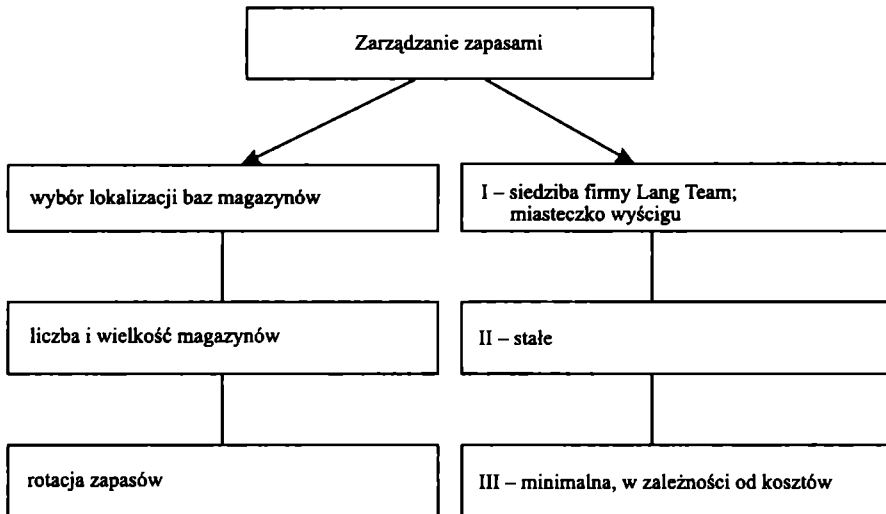 Zarządzanie zapasami
wybór lokalizacji baz magazynów
I – siedziba firmy Lang Team;
miasteczko wyścigu
liczba i wielkość magazynów
II – stałe
rotacja zapasów
III – minimalna, w zależności od kosztów